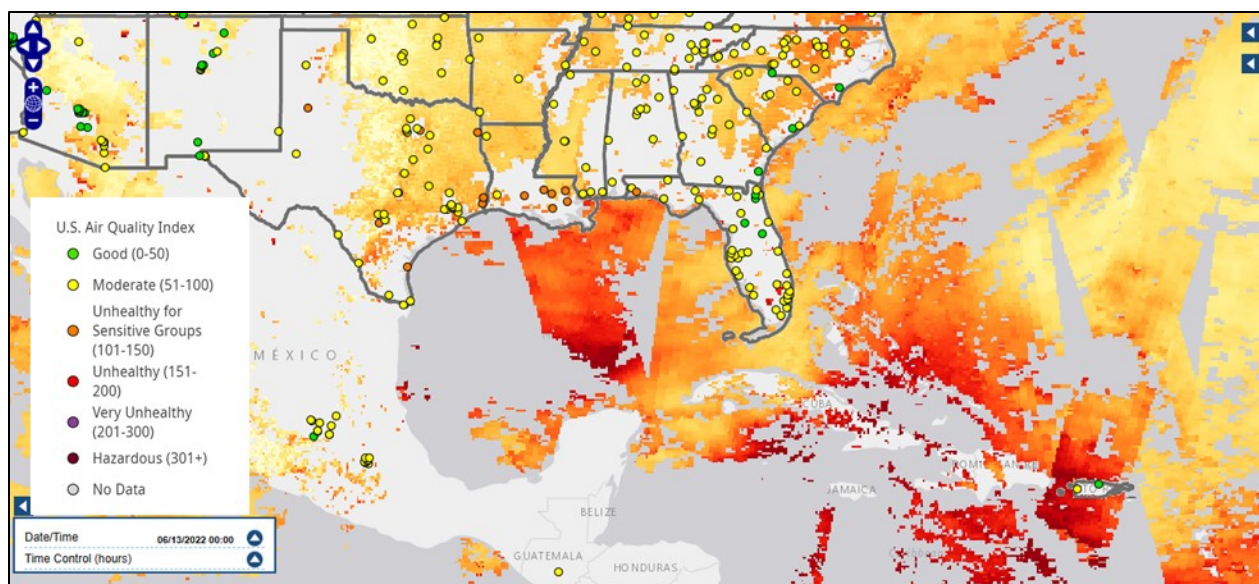 U.S. Air Quality Index
Good (0-50)
Moderate (51-100)
Unhealthy for
Sensitive Groups
(101-150)
Unhealthy (151-
200)
Very Unhealthy
(201-300)
Hazardous (301+)
No Data
Date/Time 06/13/2022 00:00
Time Control (hours)
MÉXICO
CUBA
JAMAICA
BELIZE
GUATEMALA
HONDURAS